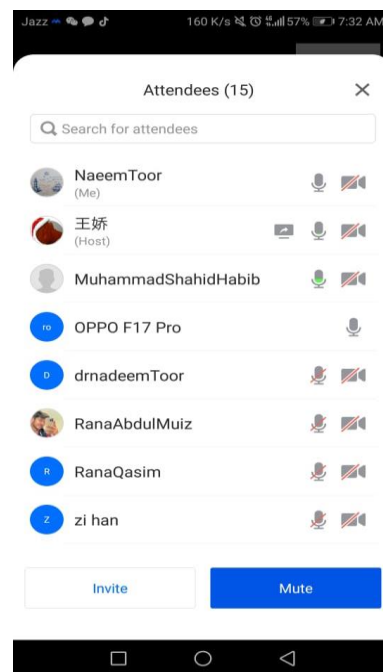 Jazz 160 K/s 57% 7:32 AM
Attendees (15)
Search for attendees
NaeemToor
(Me)
王娇
(Host)
MuhammadShahidHabib
ro OPPO F17 Pro
D drnadeemToor
RanaAbdulMuiz
R RanaQasim
Z zi han
Invite Mute